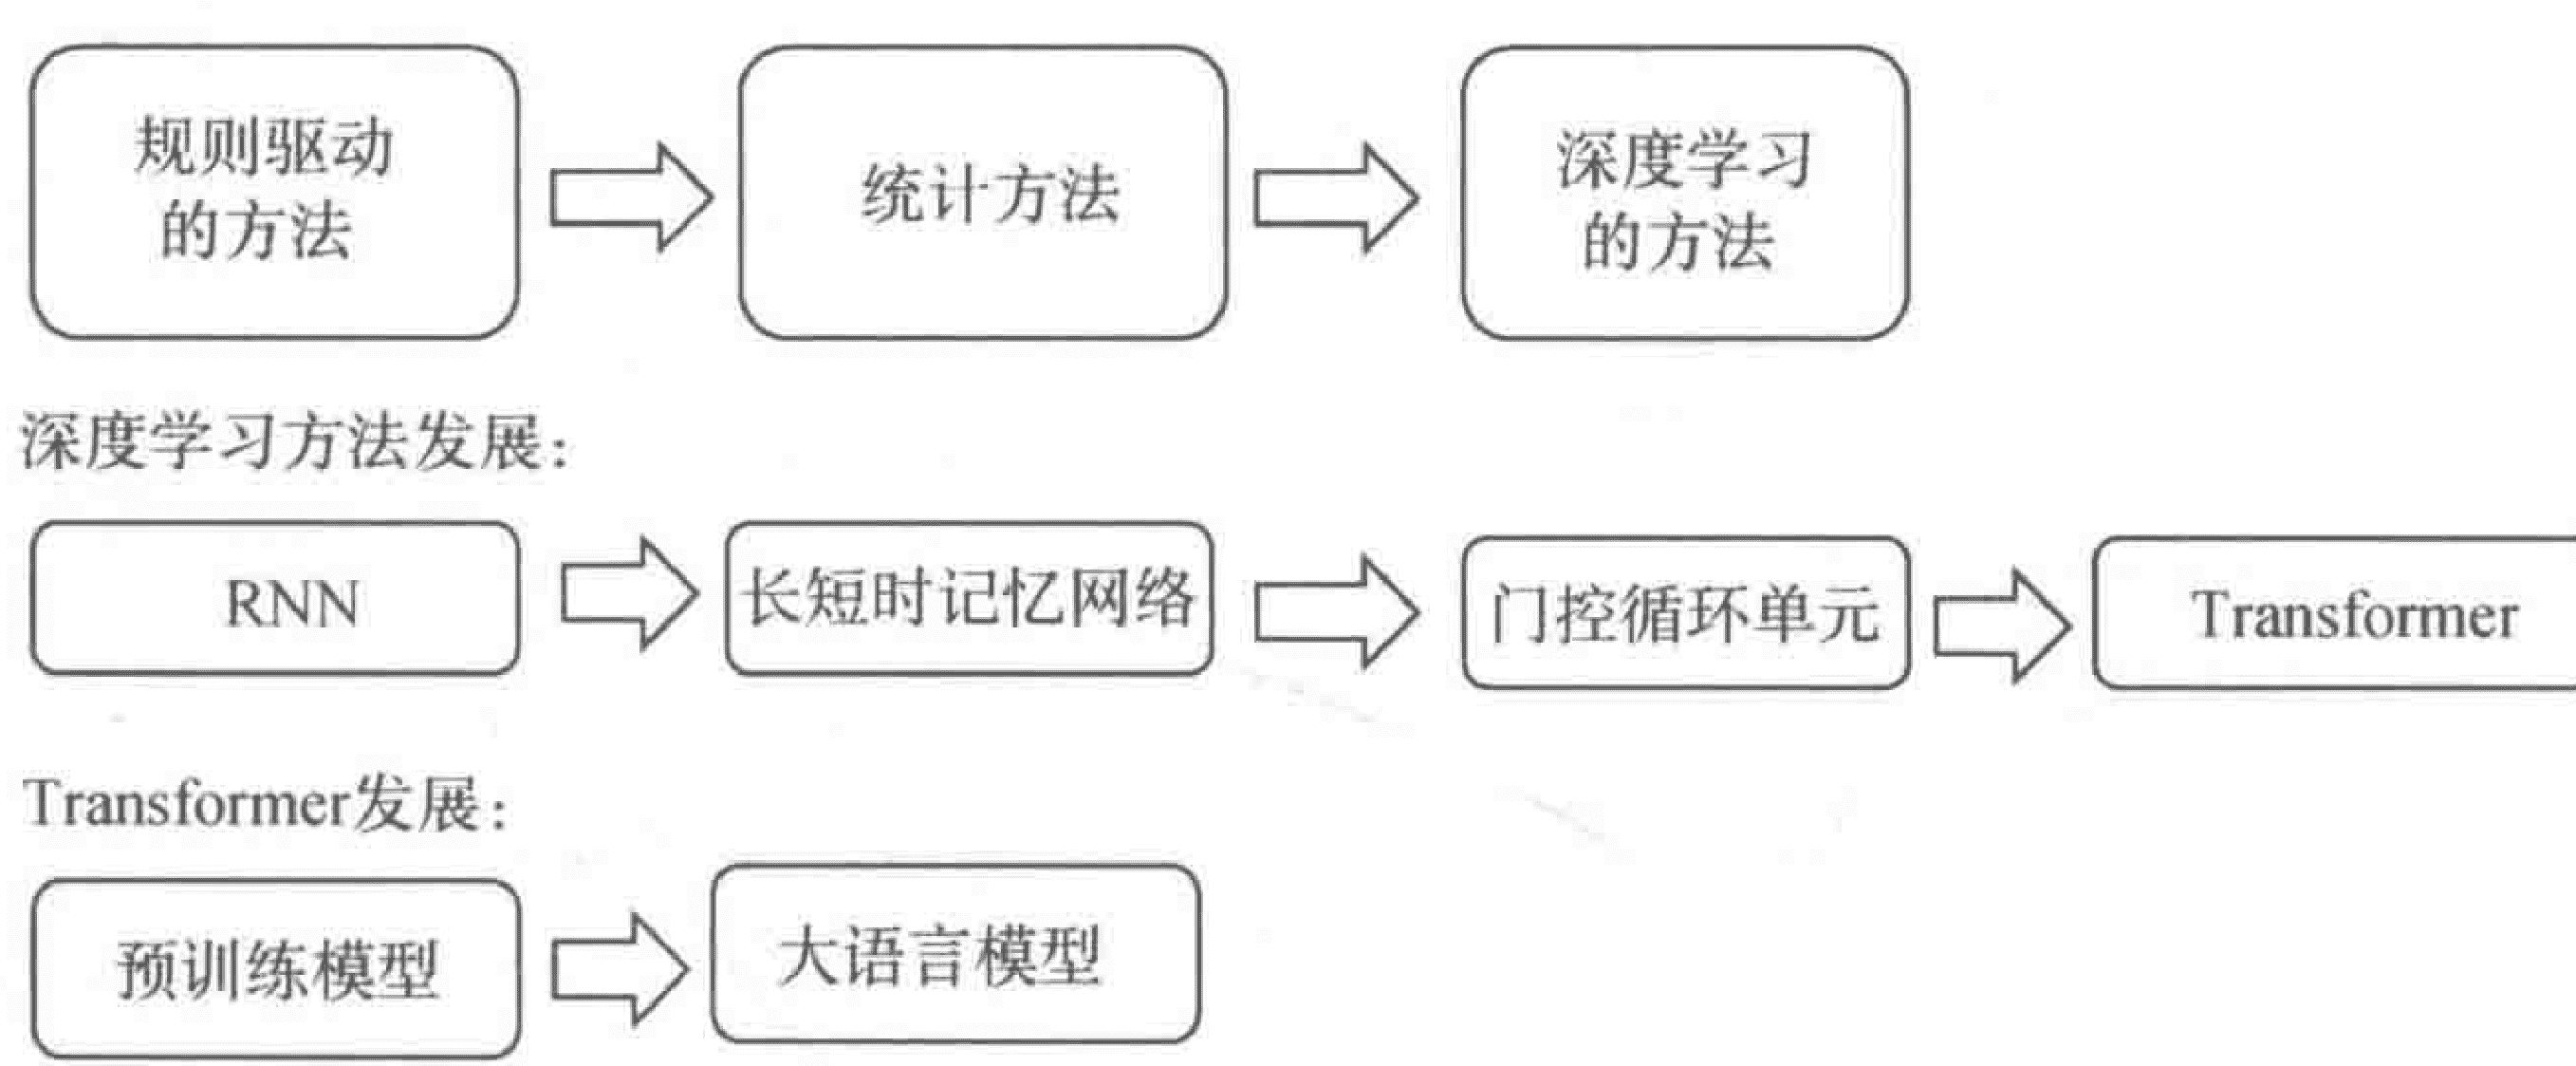 规则驱动
的方法
统计方法
深度学习
的方法
深度学习方法发展:
RNN
长短时记忆网络
门控循环单元
Transformer
Transformer发展:
预训练模型
大语言模型